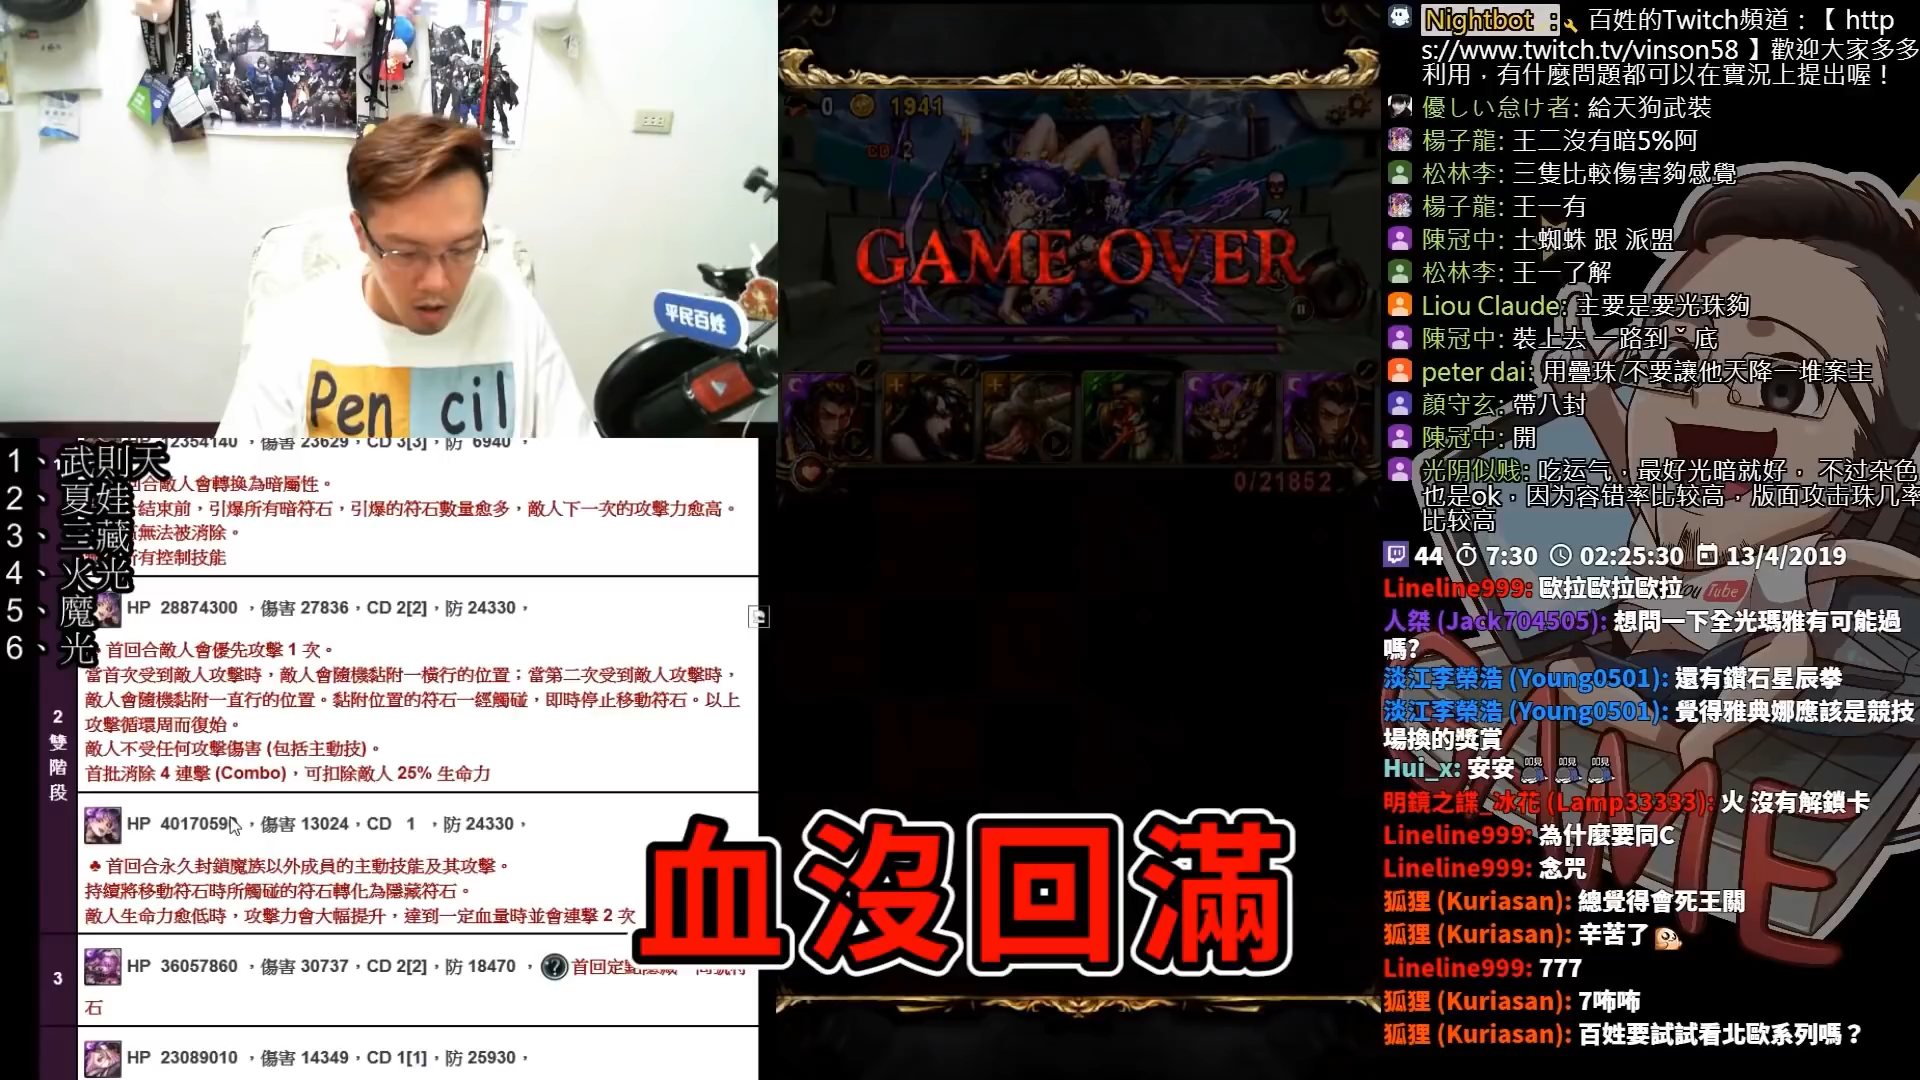 平民百姓
Pen cil
1、武則天
2、夏娃
3、三藏
4、火光
5、魔
6、光
HP 12354140，傷害 23629，CD 3[3]，防 6940，
回合敵人會轉換為暗屬性。
結束前，引爆所有暗符石，引爆的符石數量愈多，敵人下一次的攻擊力愈高。
無法被消除。
所有控制技能
HP 28874300，傷害 27836，CD 2[2]，防 24330，
首回合敵人會優先攻擊 1 次。
當首次受到敵人攻擊時，敵人會隨機黏附一橫行的位置；當第二次受到敵人攻擊時，
敵人會隨機黏附一直行的位置。黏附位置的符石一經觸碰，即時停止移動符石。以上
攻擊循環周而復始。
敵人不受任何攻擊傷害 (包括主動技)。
首批消除 4 連擊 (Combo)，可扣除敵人 25% 生命力
2
雙
階
段
HP 4017059，傷害 13024，CD 1，防 24330，
♣ 首回合永久封鎖魔族以外成員的主動技能及其攻擊。
持續將移動符石時所觸碰的符石轉化為隱藏符石。
敵人生命力愈低時，攻擊力會大幅提升，達到一定血量時並會連擊 2 次
3
HP 36057860，傷害 30737，CD 2[2]，防 18470，首回定點隱藏
石
HP 23089010，傷害 14349，CD 1[1]，防 25930，
0 1941
CD 2
GAME OVER
0/21852
血沒回滿
Nightbot : 百姓的Twitch頻道：【 http
s://www.twitch.tv/vinson58 】歡迎大家多多
利用，有什麼問題都可以在實況上提出喔！
優しい怠け者: 給天狗武裝
楊子龍: 王二沒有暗5%阿
松林李: 三隻比較傷害夠感覺
楊子龍: 王一有
陳冠中: 土蜘蛛 跟 派盟
松林李: 王一了解
Liou Claude: 主要是要光珠夠
陳冠中: 裝上去 一路到ˇ底
peter dai: 用疊珠 不要讓他天降一堆案主
顏守玄: 帶八封
陳冠中: 開
光阴似贱: 吃运气，最好光暗就好， 不过杂色
也是ok，因为容错率比较高，版面攻击珠几率
比较高
44 7:30 02:25:30 13/4/2019
Lineline999: 歐拉歐拉歐拉
人桀 (Jack704505): 想問一下全光瑪雅有可能過
嗎?
淡江李榮浩 (Young0501): 還有鑽石星辰拳
淡江李榮浩 (Young0501): 覺得雅典娜應該是競技
場換的獎賞
Hui_x: 安安
明鏡之諜_冰花 (Lamp33333): 火 沒有解鎖卡
Lineline999: 為什麼要同C
Lineline999: 念咒
狐狸 (Kuriasan): 總覺得會死王關
狐狸 (Kuriasan): 辛苦了
Lineline999: 777
狐狸 (Kuriasan): 7咘咘
狐狸 (Kuriasan): 百姓要試試看北歐系列嗎？
You Tube